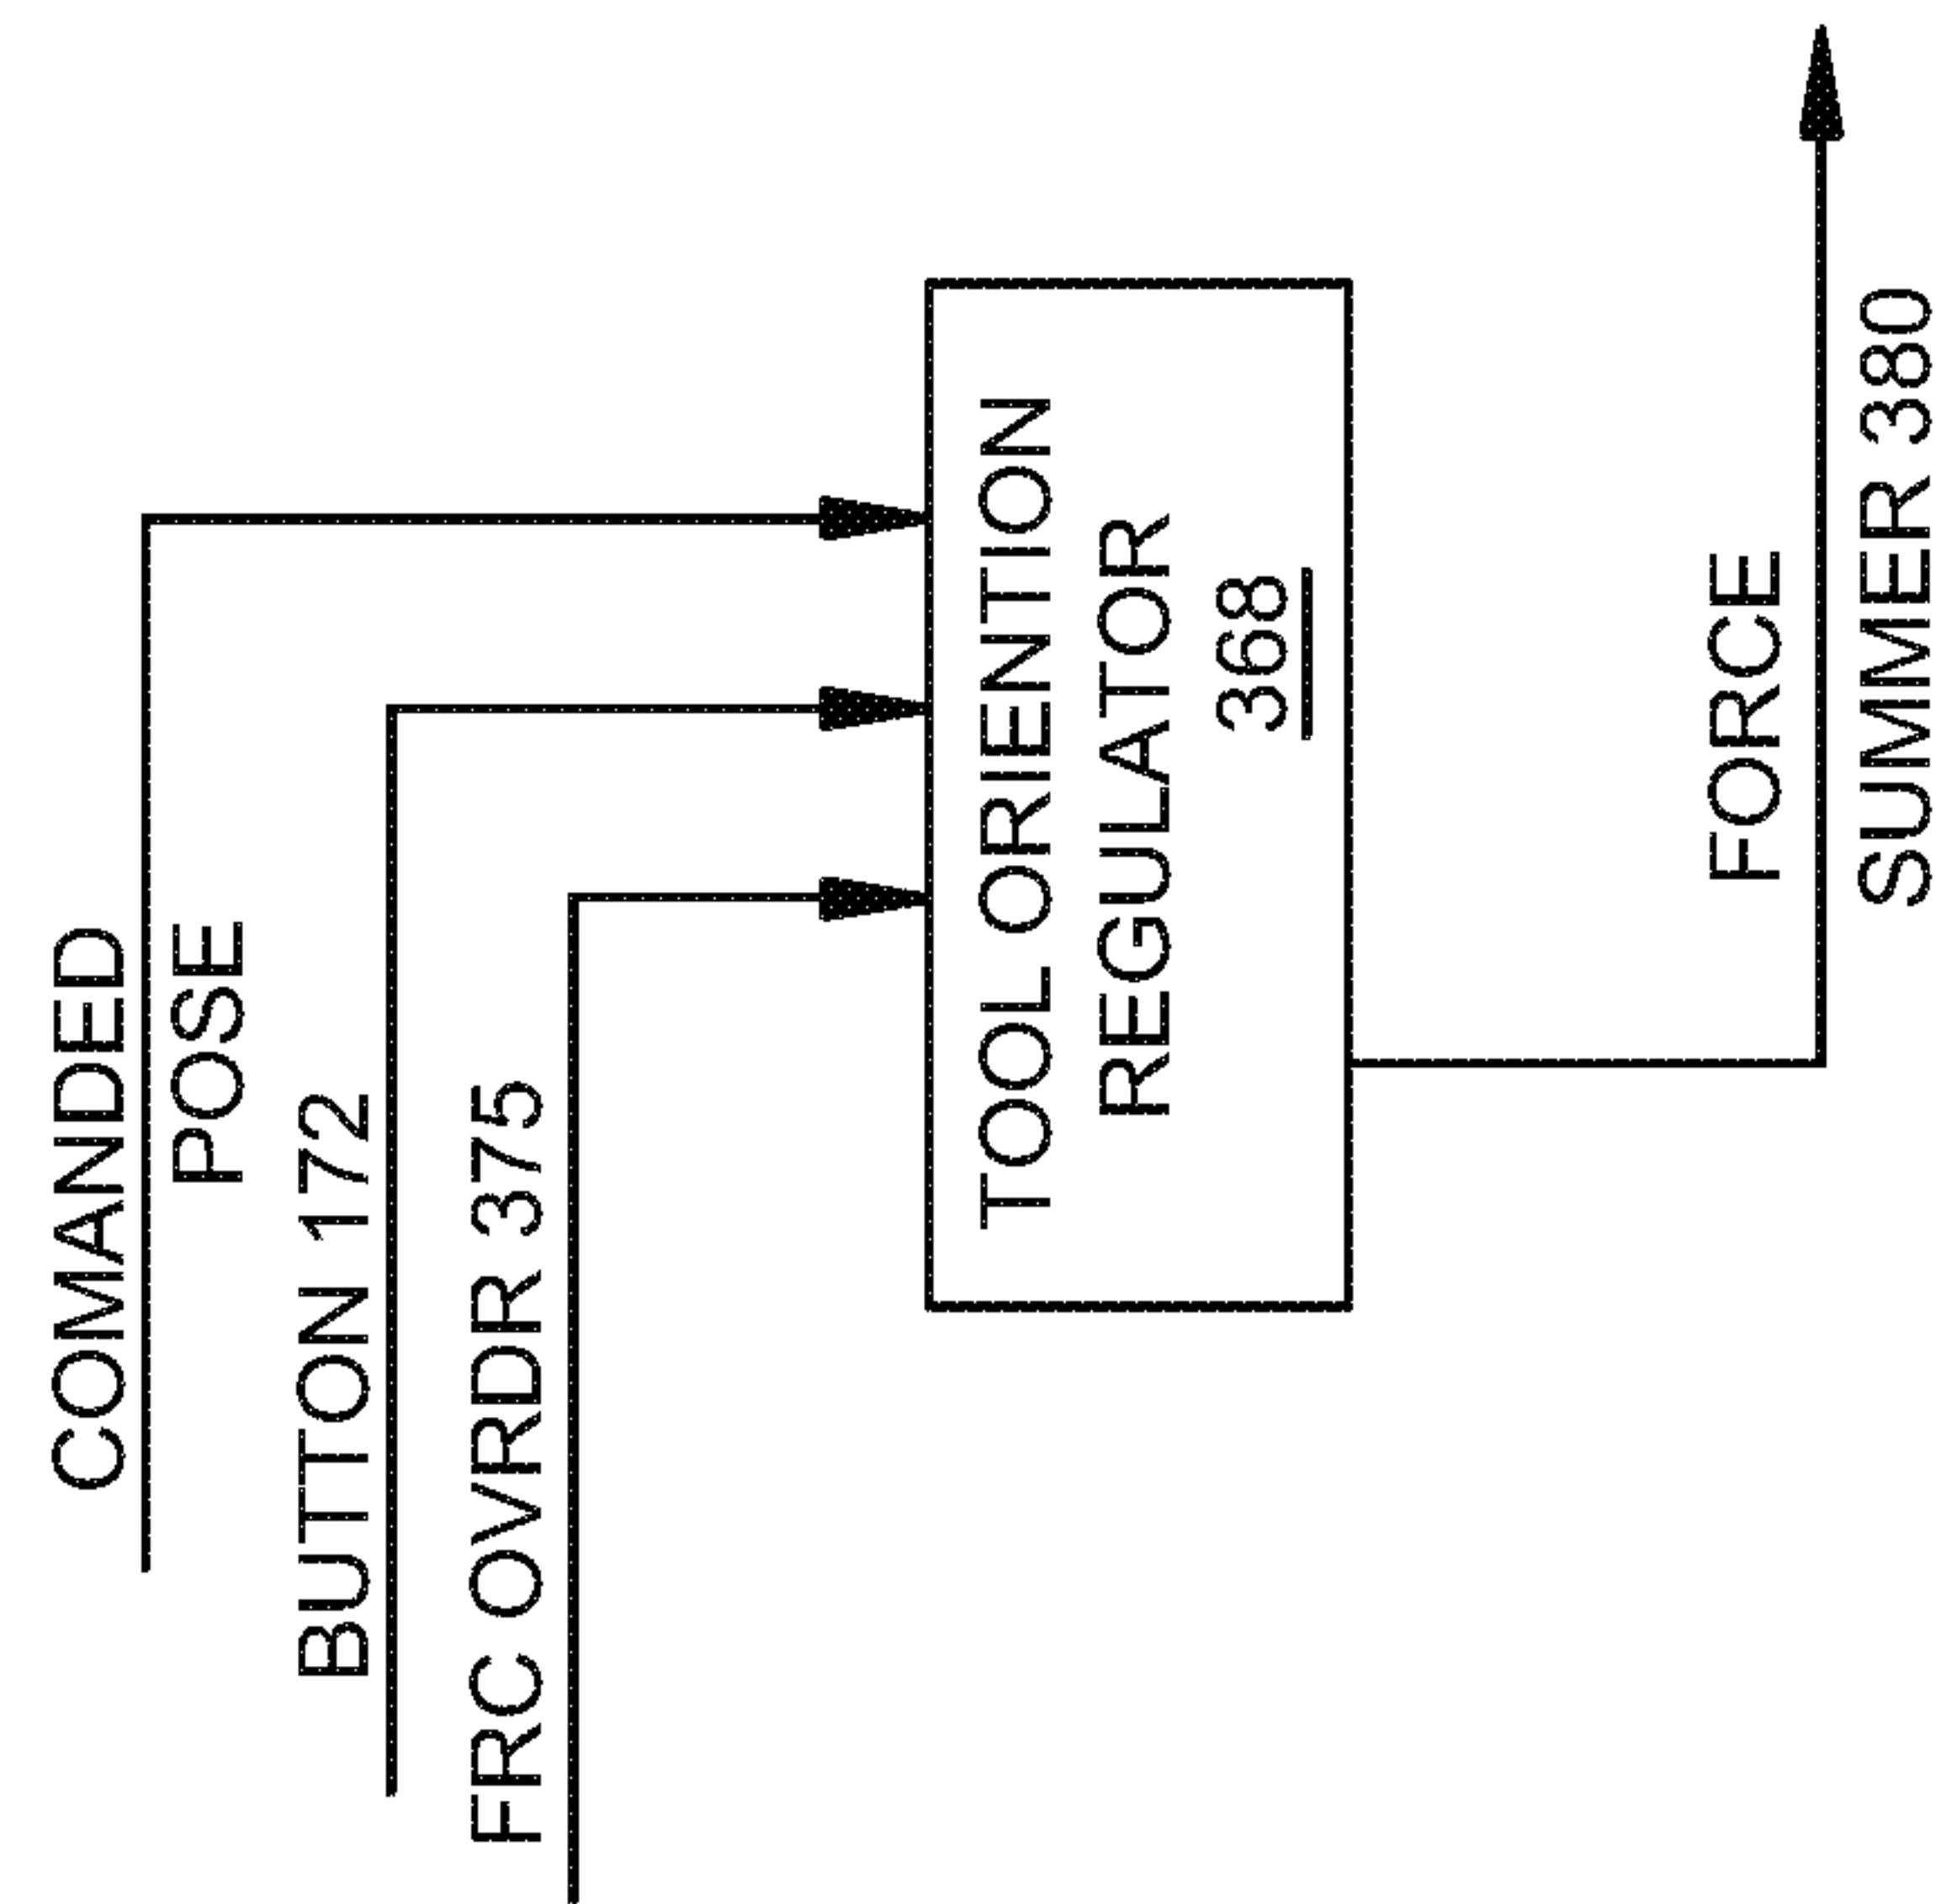 COMANDED
POSE
BUTTON 172
FRC OVRDR 375
TOOL ORIENTION
REGULATOR
368
FORCE
SUMMER 380